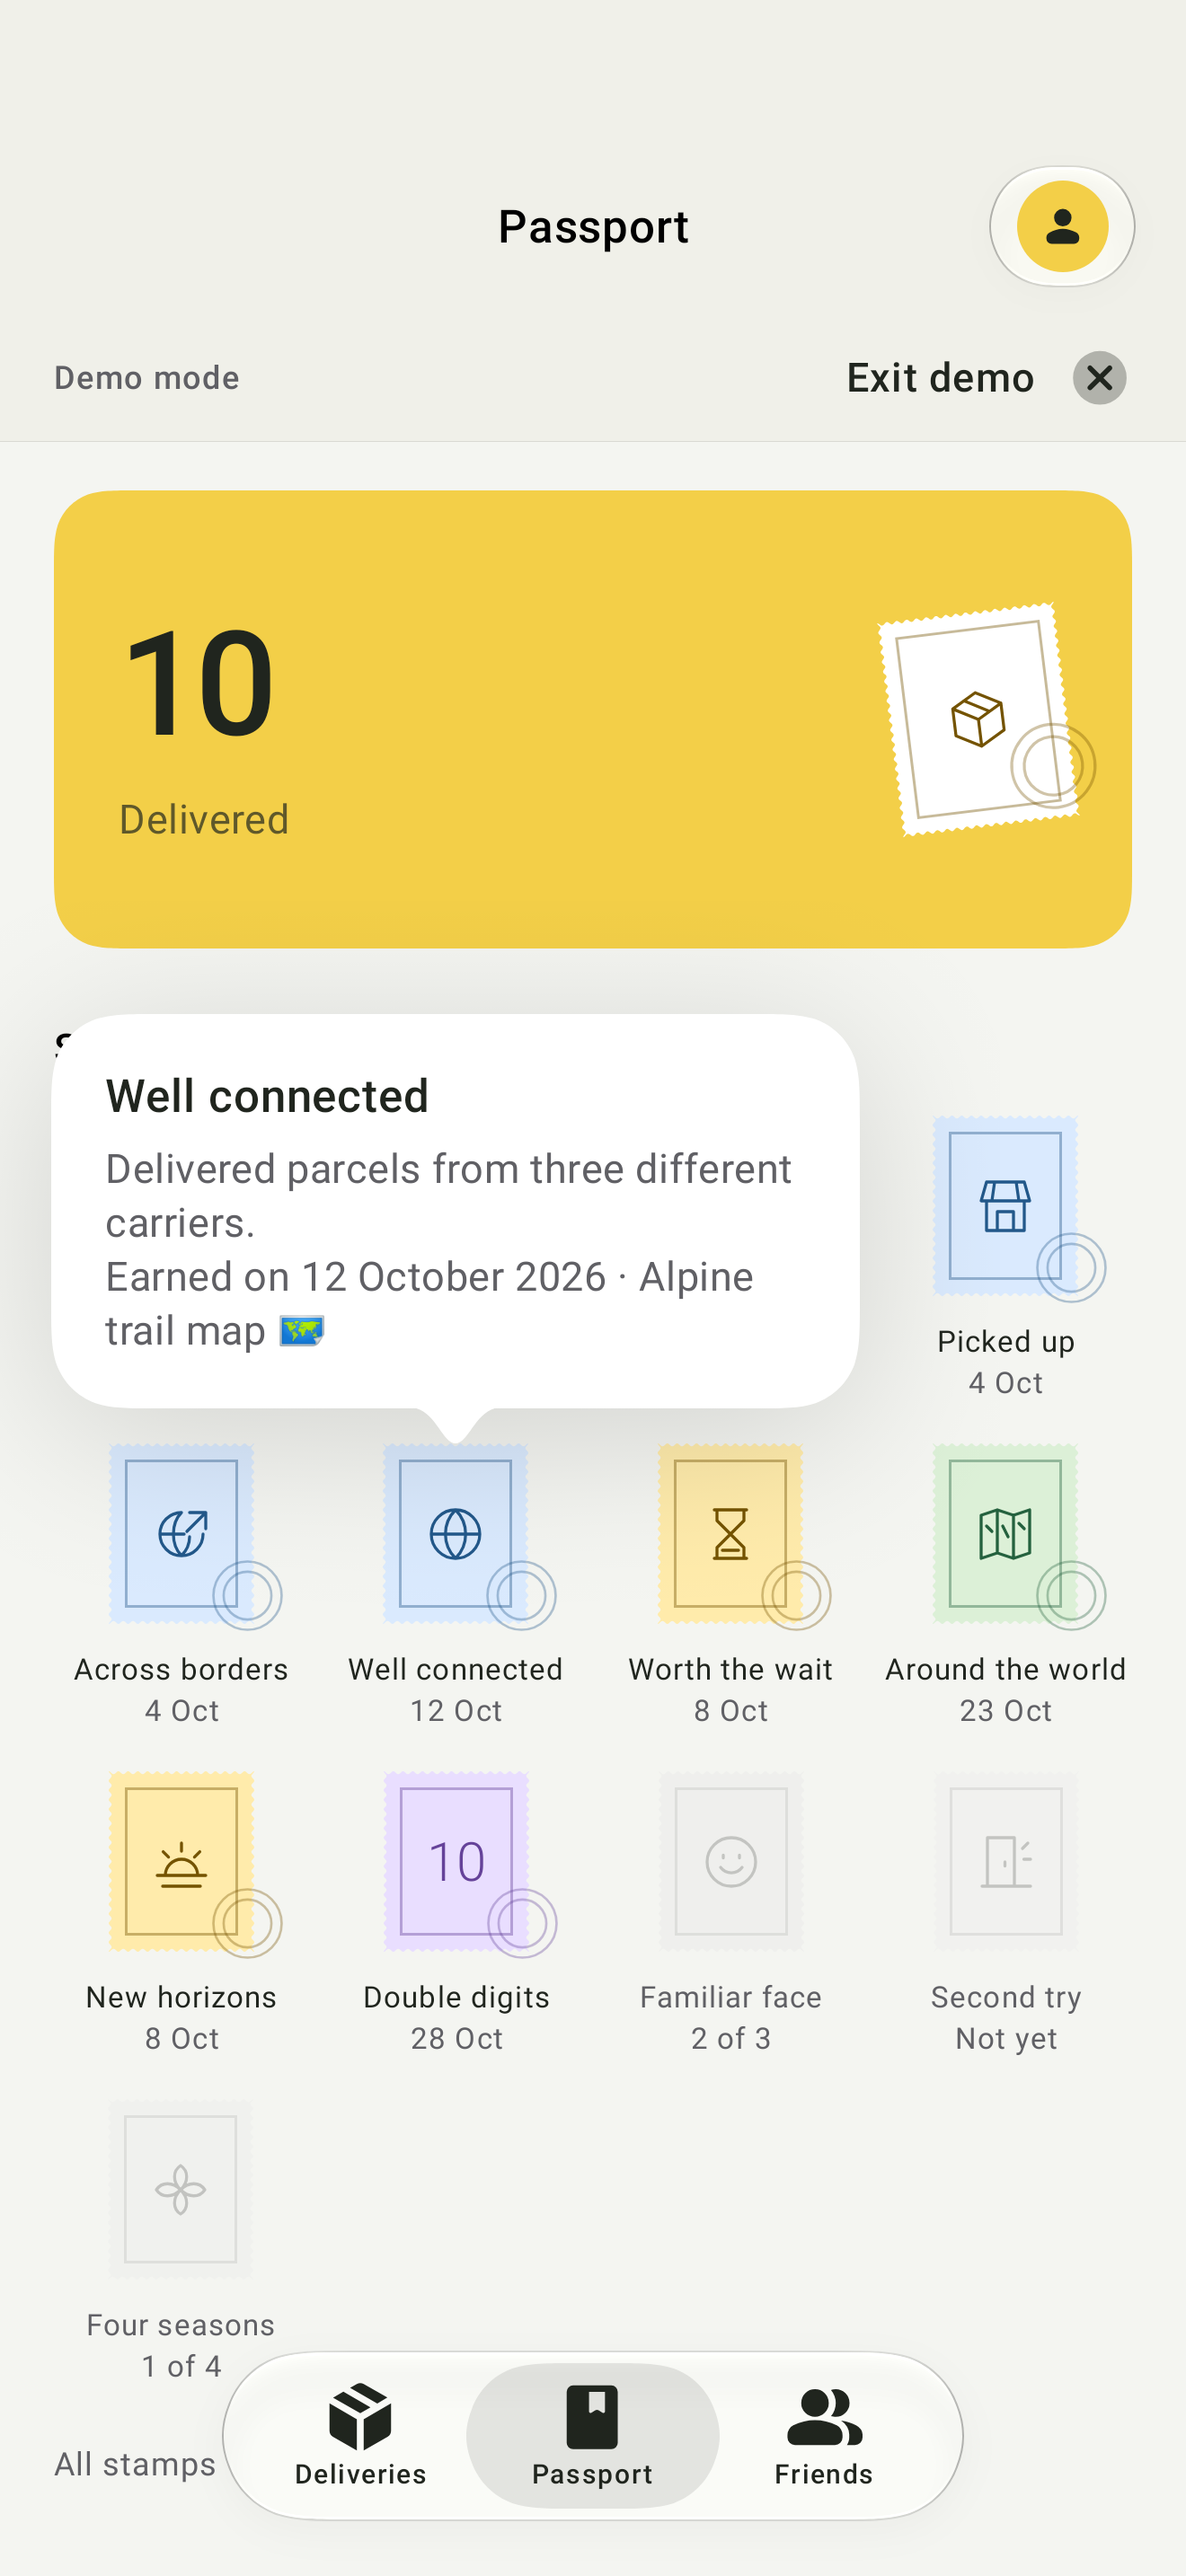 Passport
Demo mode
Exit demo
10
Delivered
Well connected
Delivered parcels from three different
carriers.
Earned on 12 October 2026 · Alpine
trail map 🗺️
Picked up
4 Oct
Across borders
4 Oct
Well connected
12 Oct
Worth the wait
8 Oct
Around the world
23 Oct
10
New horizons
8 Oct
Double digits
28 Oct
Familiar face
2 of 3
Second try
Not yet
Four seasons
1 of 4
All stamps
Deliveries
Passport
Friends